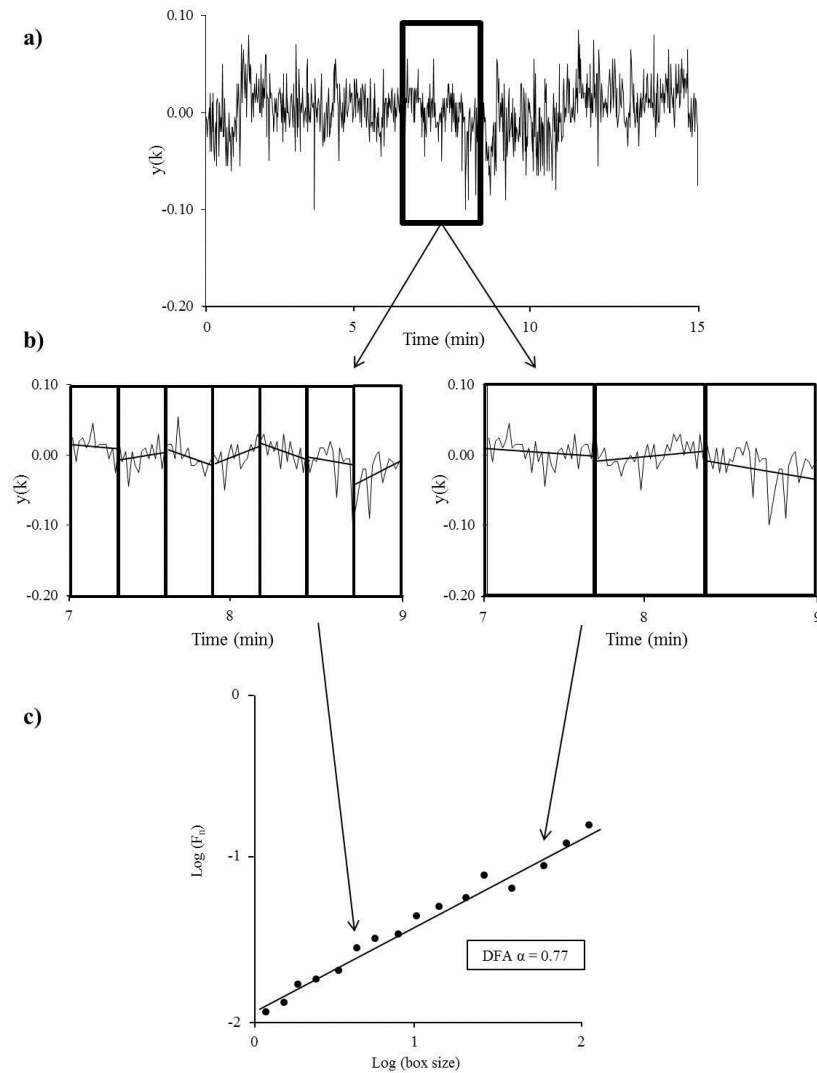 a)
0.10
0.00
-0.10
-0.20
y(k)
0 5 10 15
Time (min)
b)
0.10
0.00
-0.10
-0.20
y(k)
7 8 9
Time (min)
0.10
0.00
-0.10
-0.20
y(k)
7 8 9
Time (min)
c)
0
-1
-2
Log (Fn)
DFA α = 0.77
0 1 2
Log (box size)